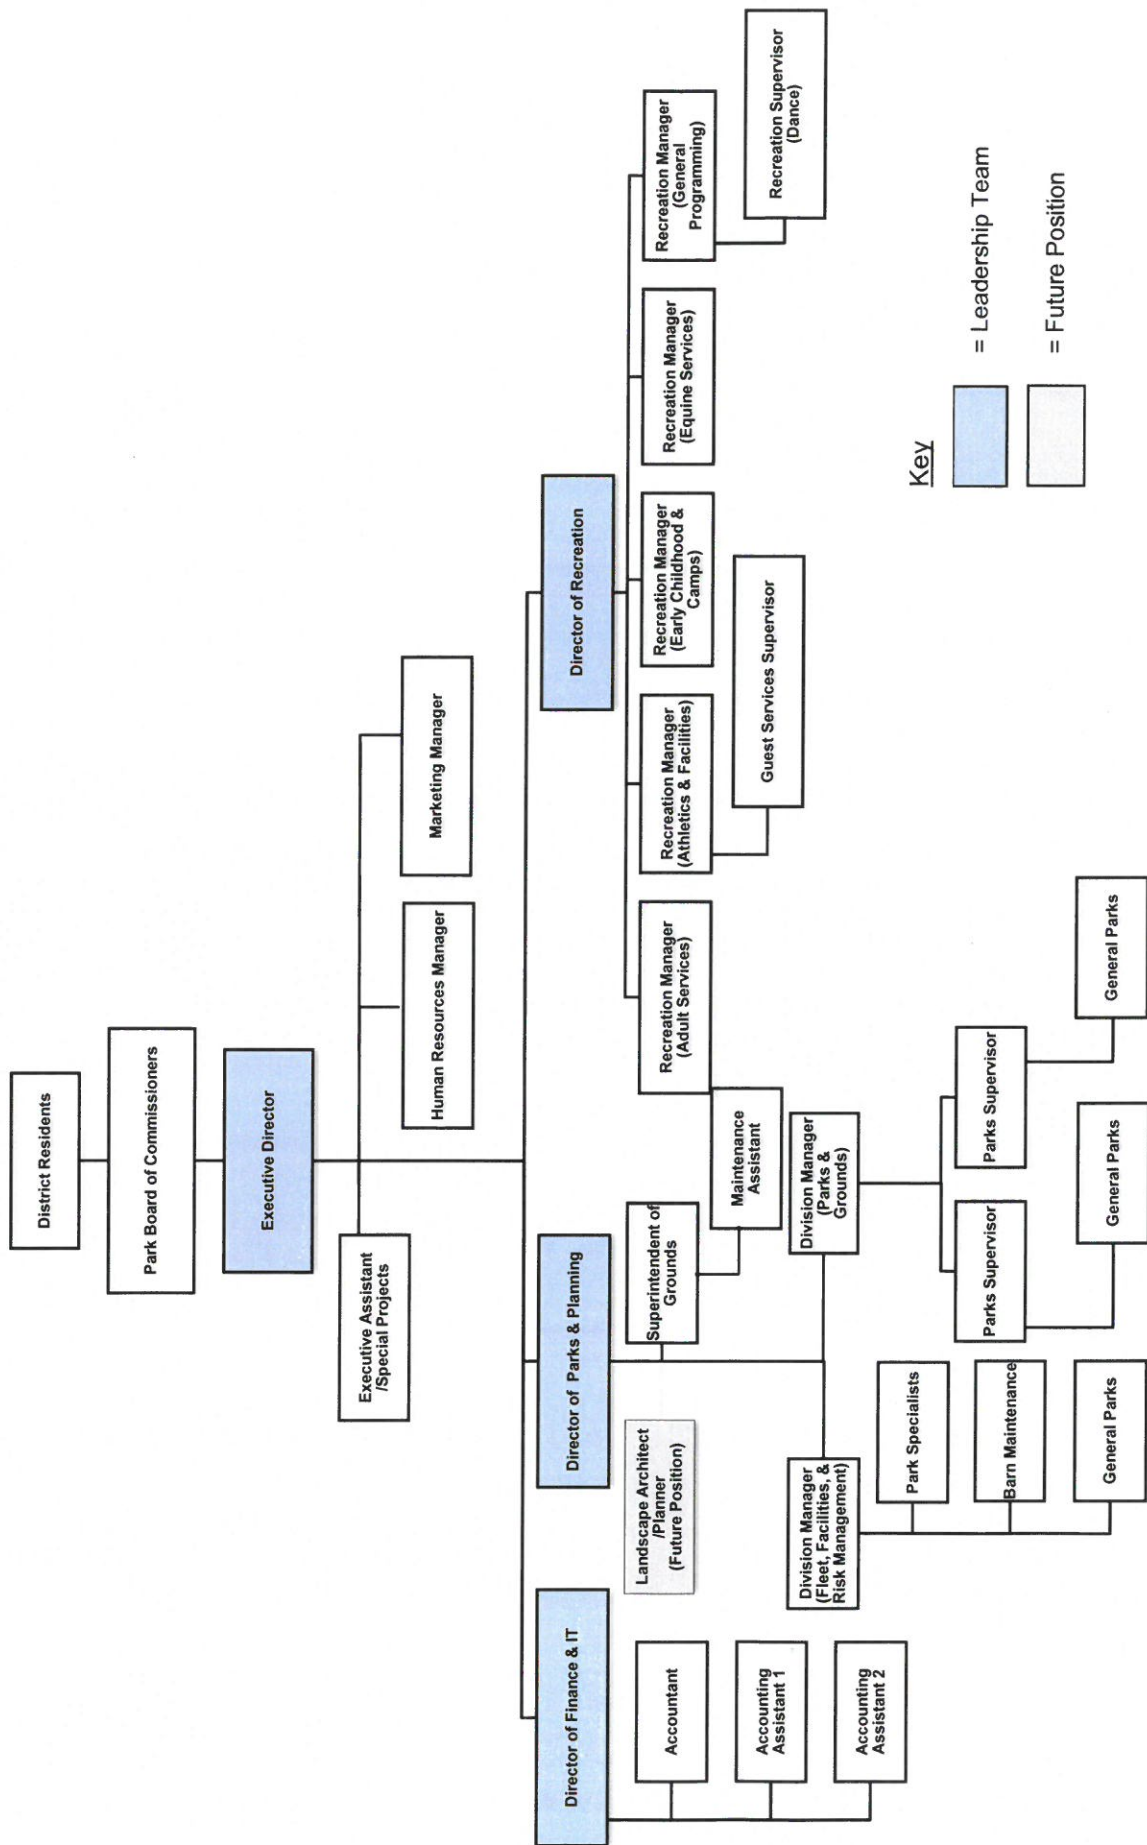 District Residents
Park Board of Commissioners
Executive Director
Executive Assistant
/Special Projects
Human Resources Manager
Marketing Manager
Director of Finance & IT
Director of Parks & Planning
Director of Recreation
Accountant
Accounting
Assistant 1
Accounting
Assistant 2
Landscape Architect
/Planner
(Future Position)
Superintendent of
Grounds
Maintenance
Assistant
Division Manager
(Fleet, Facilities, &
Risk Management)
Division Manager
(Parks &
Grounds)
Park Specialists
Barn Maintenance
General Parks
Parks Supervisor
General Parks
Parks Supervisor
General Parks
Recreation Manager
(Adult Services)
Recreation Manager
(Athletics & Facilities)
Guest Services Supervisor
Recreation Manager
(Early Childhood &
Camps)
Recreation Manager
(Equine Services)
Recreation Manager
(General
Programming)
Recreation Supervisor
(Dance)
Key
= Leadership Team
= Future Position